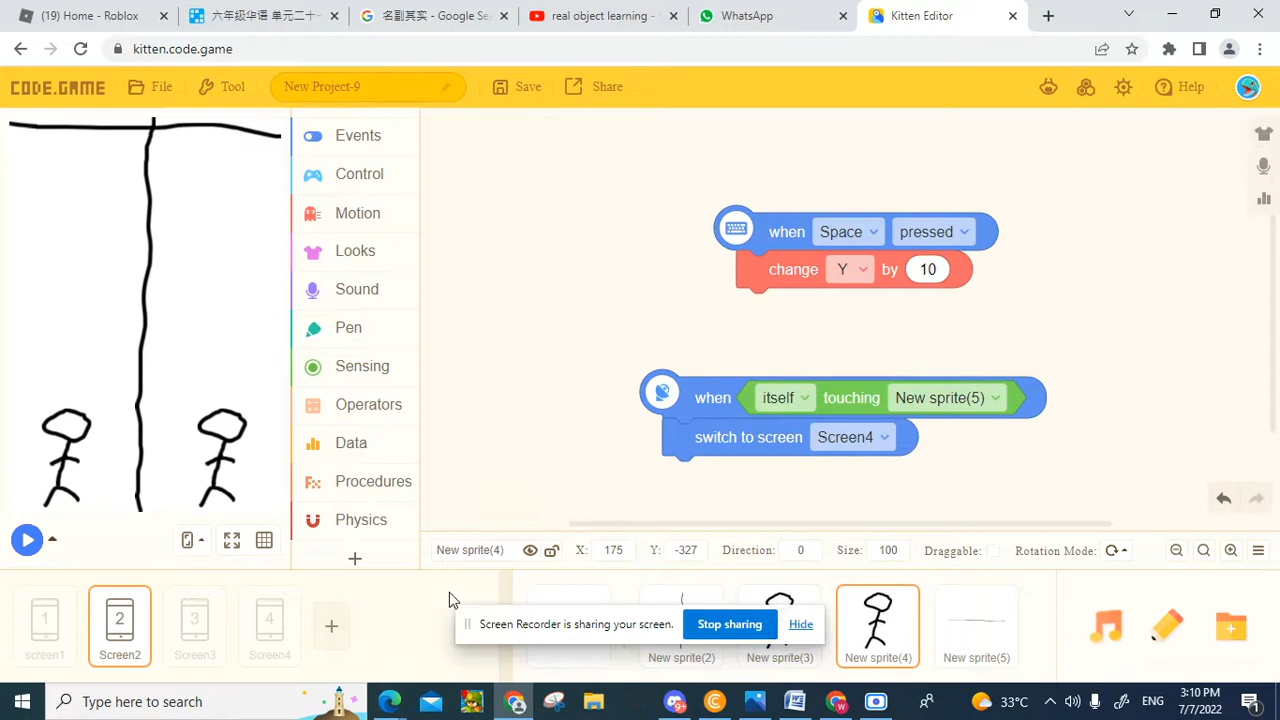 (19) Home - Roblox
六年级华语 单元二十一
名副其实 - Google Se
real object learning -
WhatsApp
Kitten Editor
kitten.code.game
CODE.GAME
File
Tool
New Project-9
Save
Share
Help
Events
Control
Motion
Looks
Sound
Pen
Sensing
Operators
Data
Procedures
Physics
when Space pressed
change Y by 10
when itself touching New sprite(5)
switch to screen Screen4
New sprite(4)
X: 175
Y: -327
Direction: 0
Size: 100
Draggable:
Rotation Mode:
1
screen1
2
Screen2
3
Screen3
4
Screen4
Screen Recorder is sharing your screen.
Stop sharing
Hide
New sprite(2)
New sprite(3)
New sprite(4)
New sprite(5)
Type here to search
9+
33°C
ENG
3:10 PM
7/7/2022
1